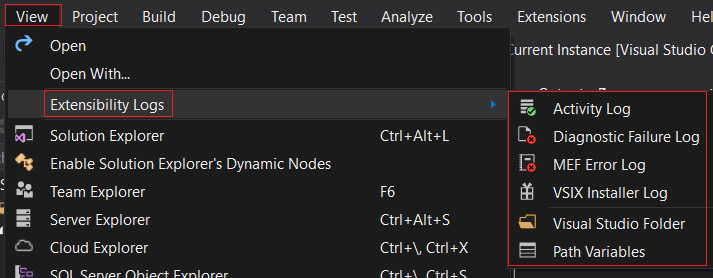 View Project Build Debug Team Test Analyze Tools Extensions Window Hel
Open
Current Instance [Visual Studio
Open With...
Extensibility Logs
Activity Log
Solution Explorer Ctrl+Alt+L
Diagnostic Failure Log
Enable Solution Explorer's Dynamic Nodes
MEF Error Log
Team Explorer F6
VSIX Installer Log
Server Explorer Ctrl+Alt+S
Visual Studio Folder
Cloud Explorer Ctrl+\, Ctrl+X
Path Variables
SQL Server Object Explorer Ctrl+\, Ctrl+S